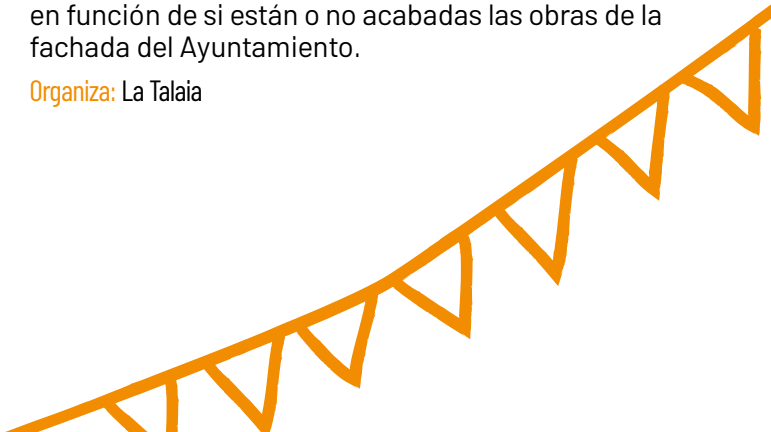 en función de si están o no acabadas las obras de la
fachada del Ayuntamiento.
Organiza: La Talaia